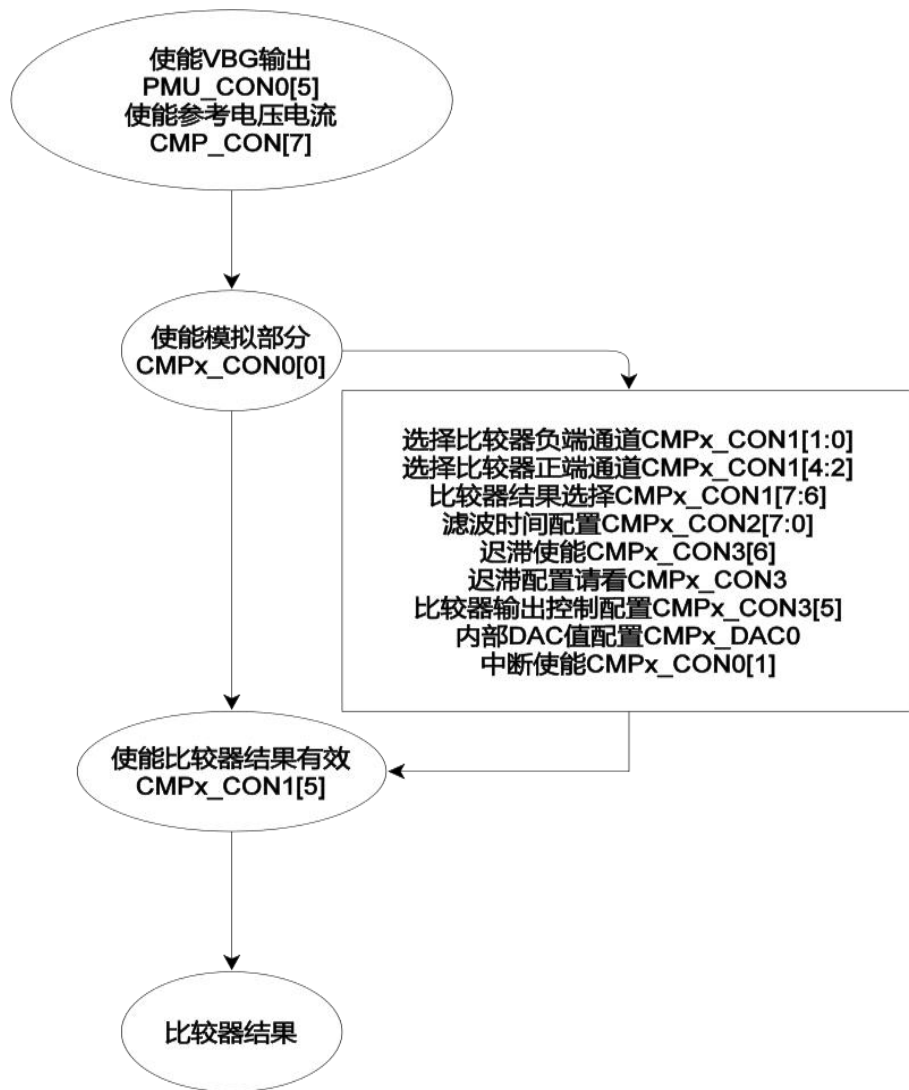 使能VBG输出
PMU_CON0[5]
使能参考电压电流
CMP_CON[7]
使能模拟部分
CMPx_CON0[0]
选择比较器负端通道CMPx_CON1[1:0]
选择比较器正端通道CMPx_CON1[4:2]
比较器结果选择CMPx_CON1[7:6]
滤波时间配置CMPx_CON2[7:0]
迟滞使能CMPx_CON3[6]
迟滞配置请看CMPx_CON3
比较器输出控制配置CMPx_CON3[5]
内部DAC值配置CMPx_DAC0
中断使能CMPx_CON0[1]
使能比较器结果有效
CMPx_CON1[5]
比较器结果